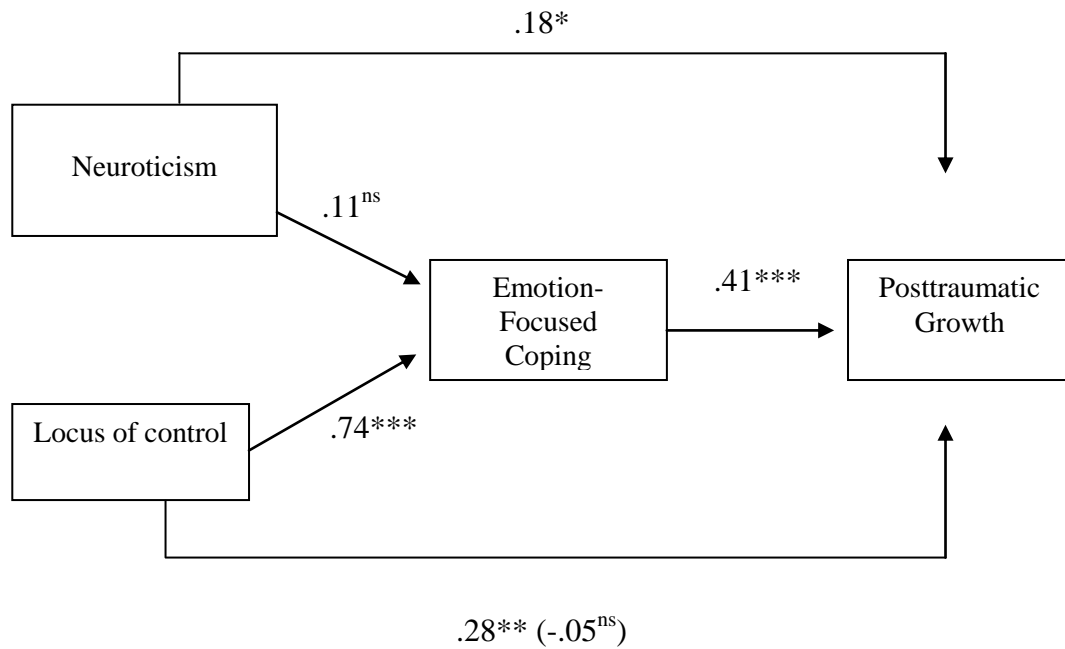 .18*
Neuroticism
.11ns
Emotion-
Focused
Coping
.41***
Posttraumatic
Growth
Locus of control
.74***
.28** (-.05ns)